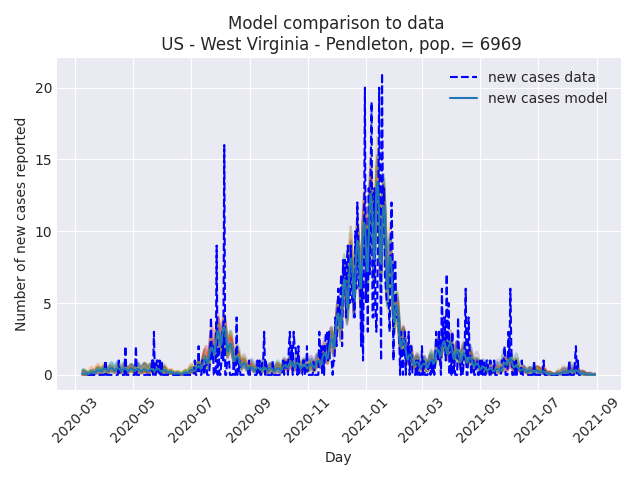 Model comparison to data
US - West Virginia - Pendleton, pop. = 6969
new cases data
new cases model
Number of new cases reported
20
15
10
5
0
2020-03
2020-05
2020-07
2020-09
2020-11
2021-01
2021-03
2021-05
2021-07
2021-09
Day